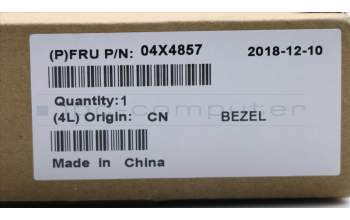 (P)FRU P/N: 04X4857 2018-12-10
Quantity:1
(4L) Origin: CN BEZEL
Made in China